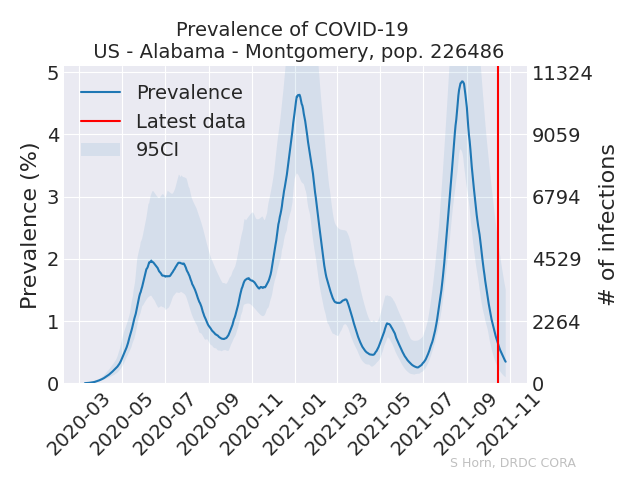 Prevalence of COVID-19
US - Alabama - Montgomery, pop. 226486
Prevalence
Latest data
95CI
Prevalence (%)
5
4
3
2
1
0
11324
9059
6794
4529
2264
0
# of infections
2020-03
2020-05
2020-07
2020-09
2020-11
2021-01
2021-03
2021-05
2021-07
2021-09
2021-11
S Horn, DRDC CORA